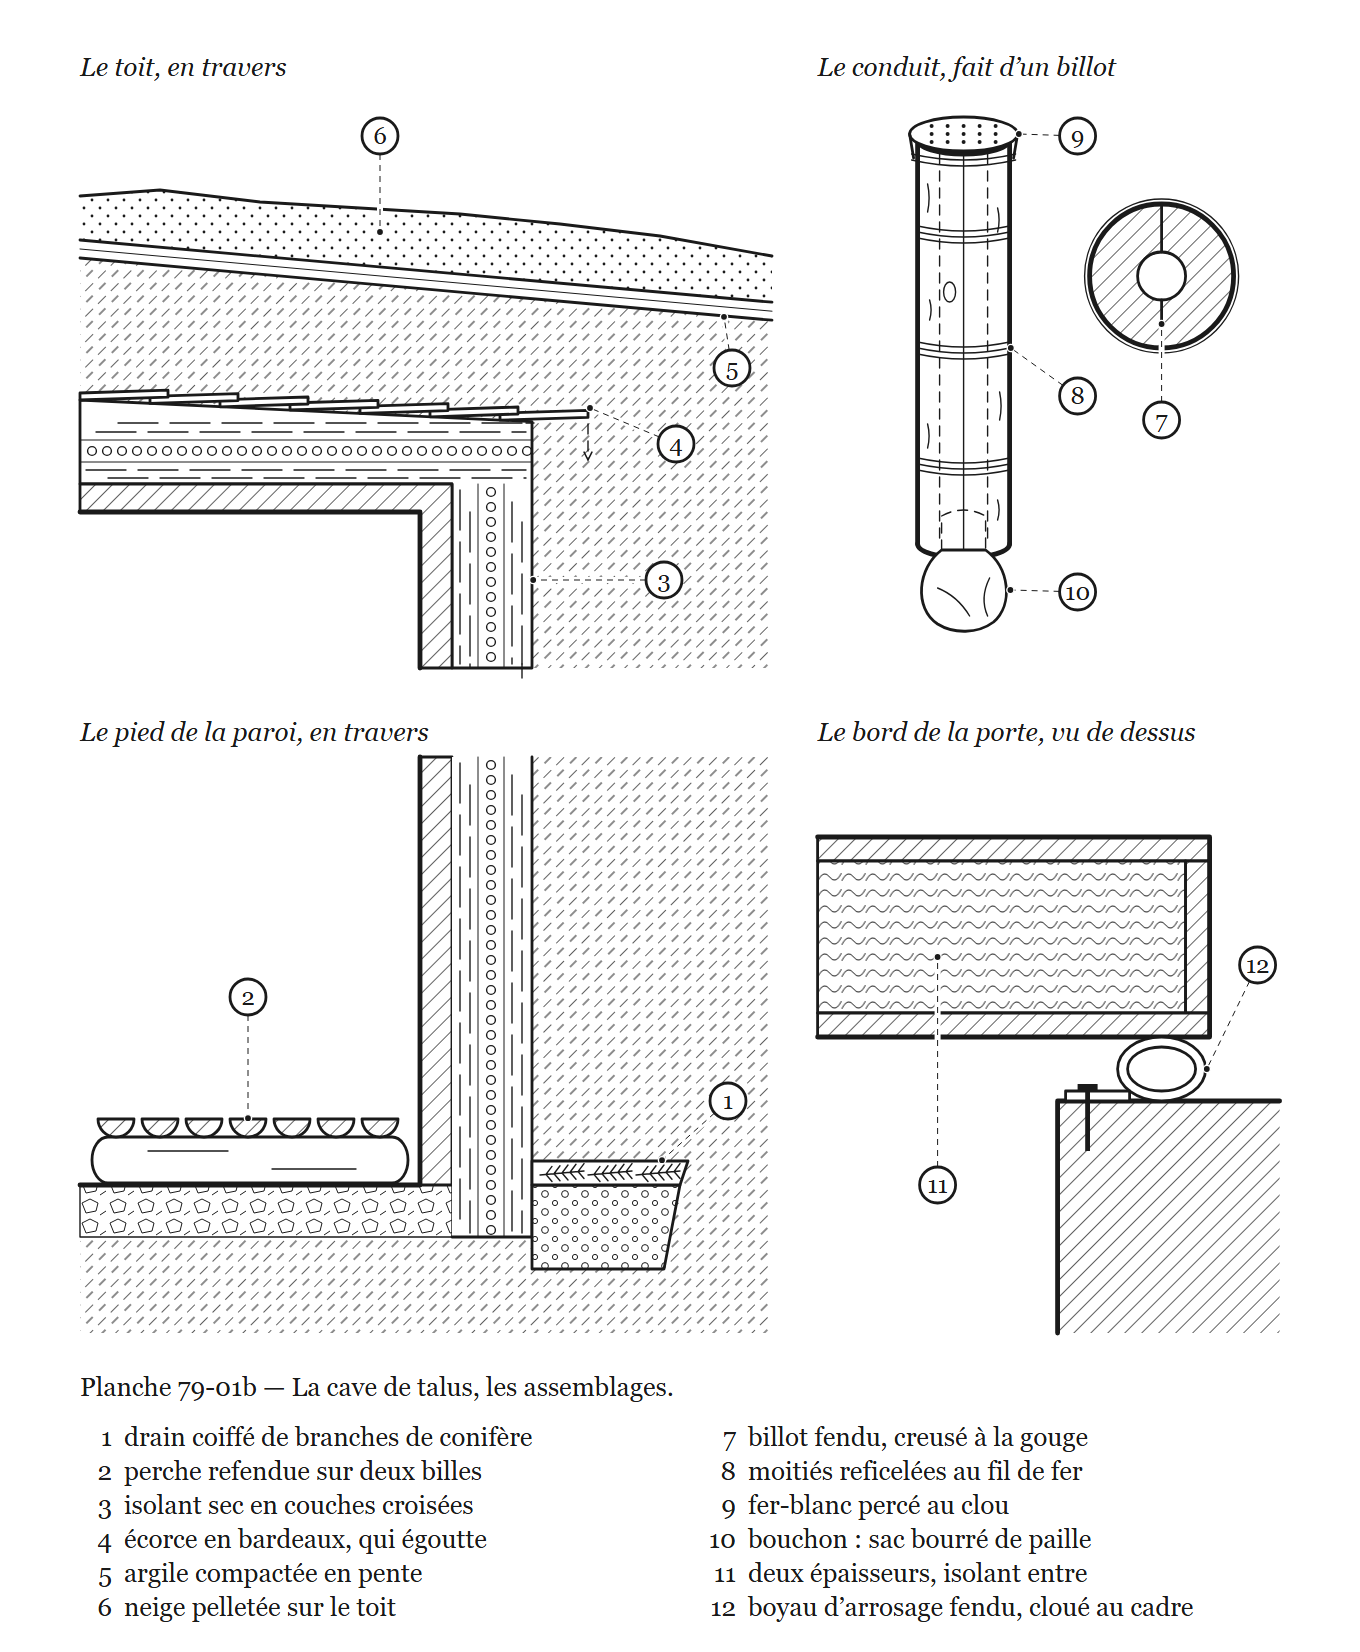 Le toit, en travers
6
5
4
3
Le conduit, fait d’un billot
9
8
7
10
Le pied de la paroi, en travers
2
1
Le bord de la porte, vu de dessus
12
11
Planche 79-01b — La cave de talus, les assemblages.
1 drain coiffé de branches de conifère
2 perche refendue sur deux billes
3 isolant sec en couches croisées
4 écorce en bardeaux, qui égoutte
5 argile compactée en pente
6 neige pelletée sur le toit
7 billot fendu, creusé à la gouge
8 moitiés reficelées au fil de fer
9 fer-blanc percé au clou
10 bouchon : sac bourré de paille
11 deux épaisseurs, isolant entre
12 boyau d’arrosage fendu, cloué au cadre